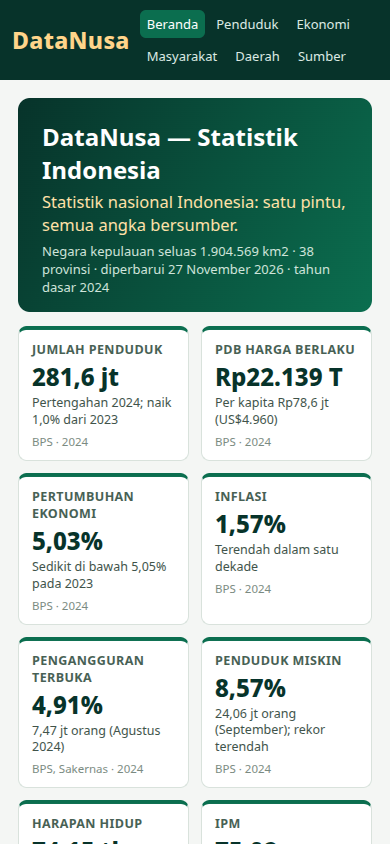 DataNusa
Beranda Penduduk Ekonomi
Masyarakat Daerah Sumber
DataNusa — Statistik
Indonesia
Statistik nasional Indonesia: satu pintu,
semua angka bersumber.
Negara kepulauan seluas 1.904.569 km2 · 38
provinsi · diperbarui 27 November 2026 · tahun
dasar 2024
JUMLAH PENDUDUK
281,6 jt
Pertengahan 2024; naik
1,0% dari 2023
BPS · 2024
PDB HARGA BERLAKU
Rp22.139 T
Per kapita Rp78,6 jt
(US$4.960)
BPS · 2024
PERTUMBUHAN
EKONOMI
5,03%
Sedikit di bawah 5,05%
pada 2023
BPS · 2024
INFLASI
1,57%
Terendah dalam satu
dekade
BPS · 2024
PENGANGGURAN
TERBUKA
4,91%
7,47 jt orang (Agustus
2024)
BPS, Sakernas · 2024
PENDUDUK MISKIN
8,57%
24,06 jt orang
(September); rekor
terendah
BPS · 2024
HARAPAN HIDUP
IPM